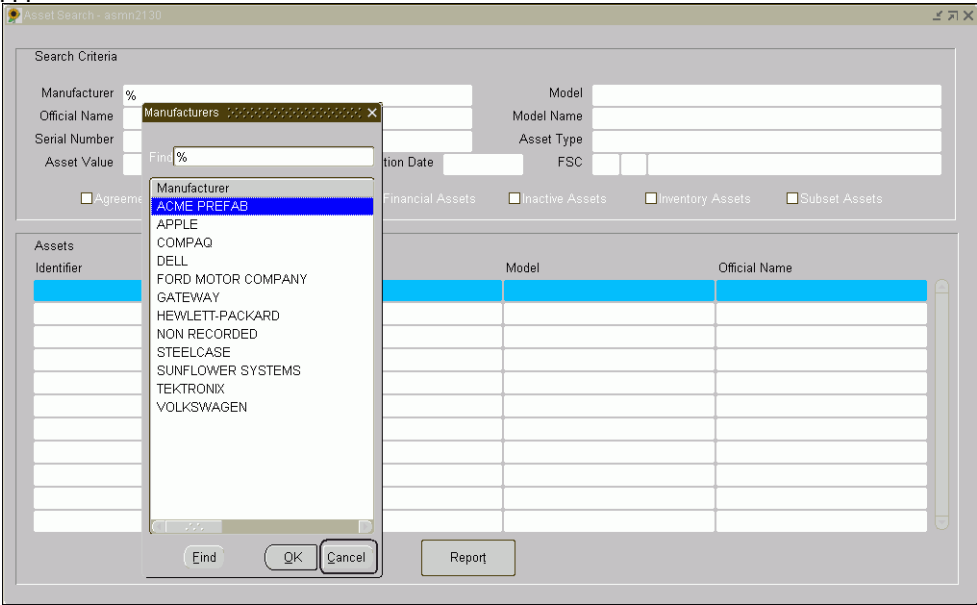 Asset Search - asmn2130
Search Criteria
Manufacturer % Model
Official Name Model Name
Serial Number Asset Type
Asset Value tion Date FSC
Agreeme Financial Assets Inactive Assets Inventory Assets Subset Assets
Manufacturers
Find %
Manufacturer
ACME PREFAB
APPLE
COMPAQ
DELL
FORD MOTOR COMPANY
GATEWAY
HEWLETT-PACKARD
NON RECORDED
STEELCASE
SUNFLOWER SYSTEMS
TEKTRONIX
VOLKSWAGEN
Find OK Cancel
Assets
Identifier Model Official Name
Report